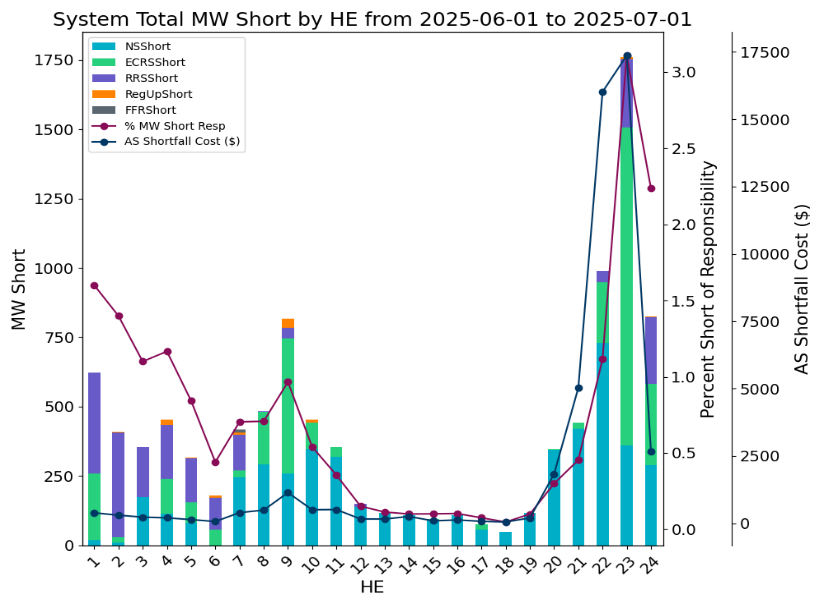 System Total MW Short by HE from 2025-06-01 to 2025-07-01
NSShort
ECRSShort
RRSShort
RegUpShort
FFRShort
% MW Short Resp
AS Shortfall Cost ($)
MW Short
1750
1500
1250
1000
750
500
250
0
3.0
2.5
2.0
1.5
1.0
0.5
0.0
Percent Short of Responsibility
17500
15000
12500
10000
7500
5000
2500
0
AS Shortfall Cost ($)
1 2 3 4 5 6 7 8 9 10 11 12 13 14 15 16 17 18 19 20 21 22 23 24
HE